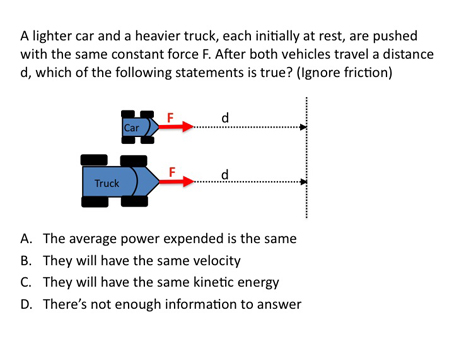 A lighter car and a heavier truck, each initially at rest, are pushed
with the same constant force F. After both vehicles travel a distance
d, which of the following statements is true? (Ignore friction)
Car F d
Truck F d
A. The average power expended is the same
B. They will have the same velocity
C. They will have the same kinetic energy
D. There's not enough information to answer